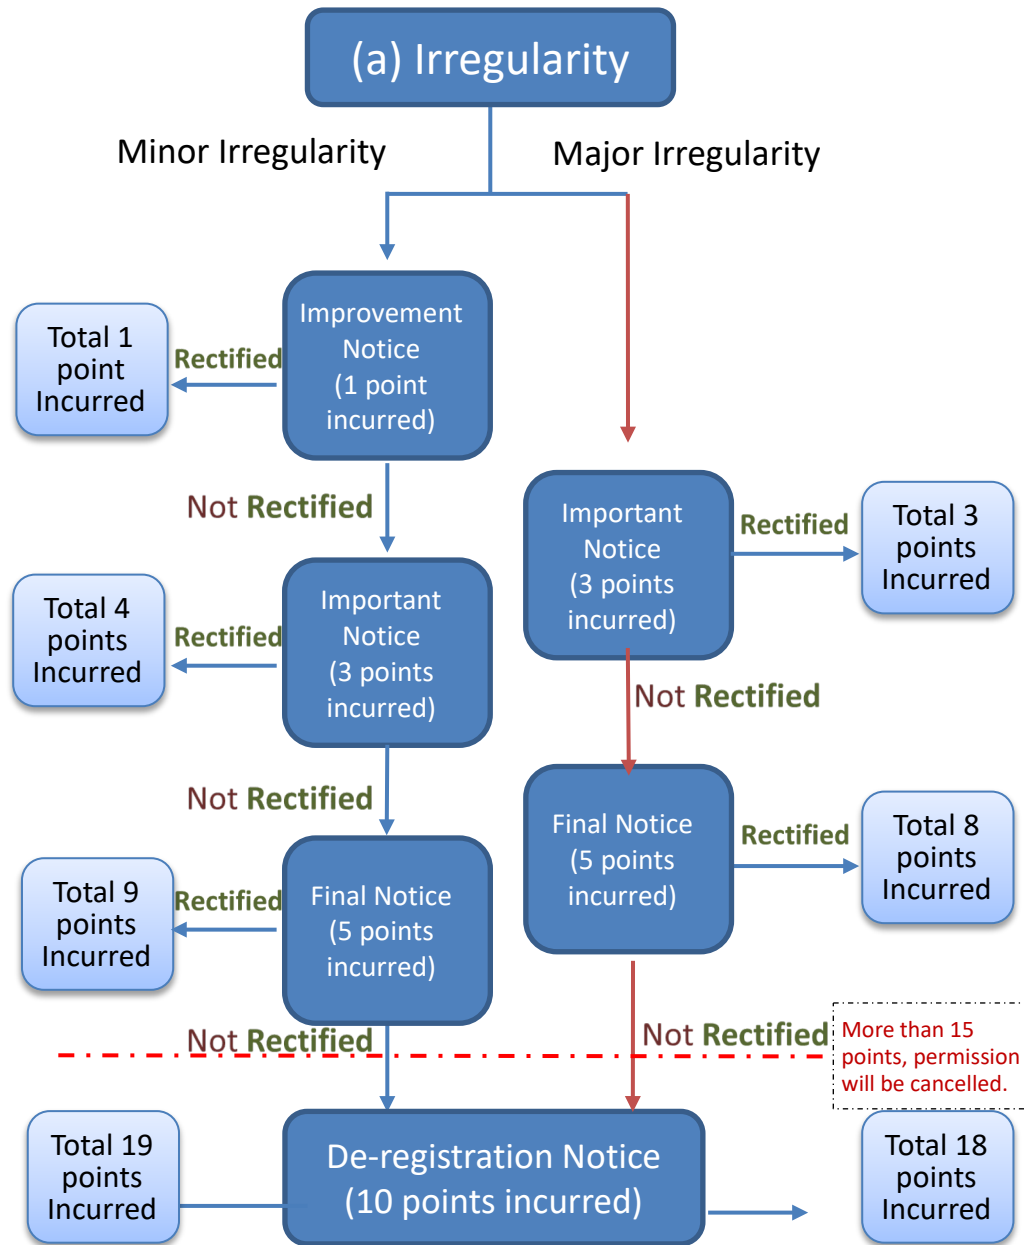 (a) Irregularity
Minor Irregularity
Major Irregularity
Improvement
Notice
(1 point
incurred)
Rectified
Total 1
point
Incurred
Not Rectified
Important
Notice
(3 points
incurred)
Rectified
Total 3
points
Incurred
Important
Notice
(3 points
incurred)
Rectified
Total 4
points
Incurred
Not Rectified
Not Rectified
Final Notice
(5 points
incurred)
Rectified
Total 8
points
Incurred
Final Notice
(5 points
incurred)
Rectified
Total 9
points
Incurred
Not Rectified
Not Rectified
More than 15
points, permission
will be cancelled.
Total 19
points
Incurred
De-registration Notice
(10 points incurred)
Total 18
points
Incurred